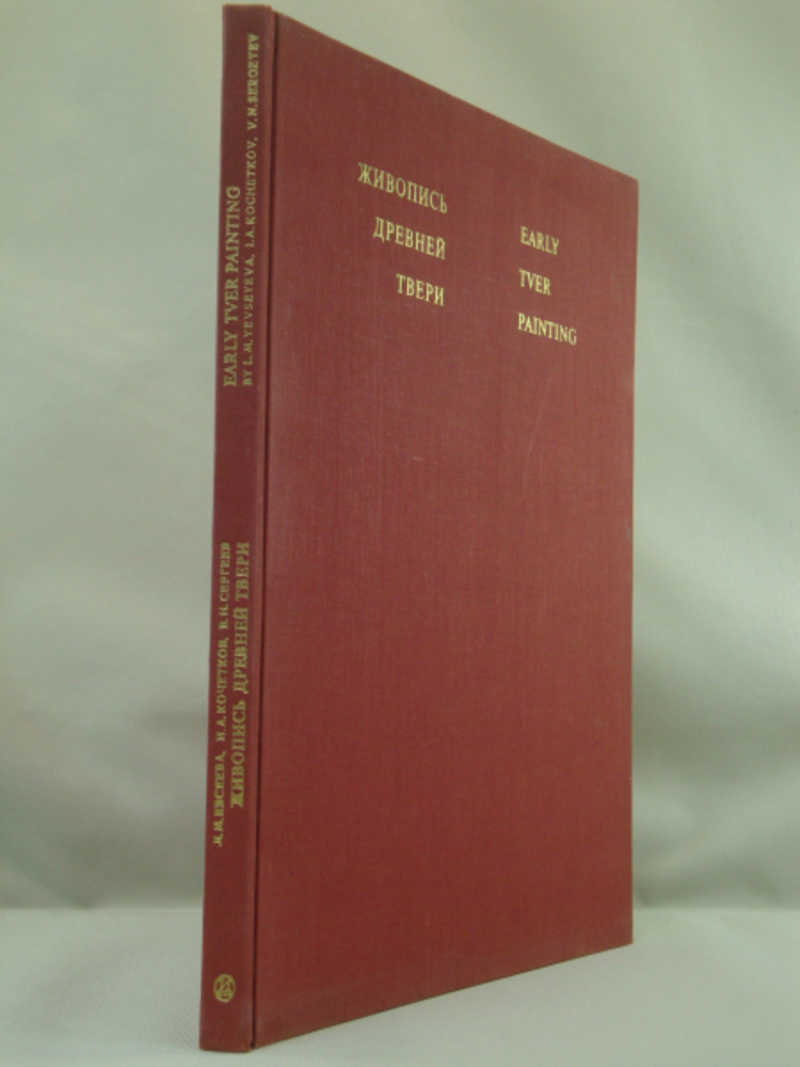 ЖИВОПИСЬ
ДРЕВНЕЙ
ТВЕРИ
EARLY
TVER
PAINTING
EARLY TVER PAINTING
BY L.M.YEVSEYEVA, I.A.KOCHETKOV, V.N.SERGEYEV
М.ЕВСЕЕВА, И.А.КОЧЕТКОВ, В.Н.СЕРГЕЕВ
ЖИВОПИСЬ ДРЕВНЕЙ ТВЕРИ